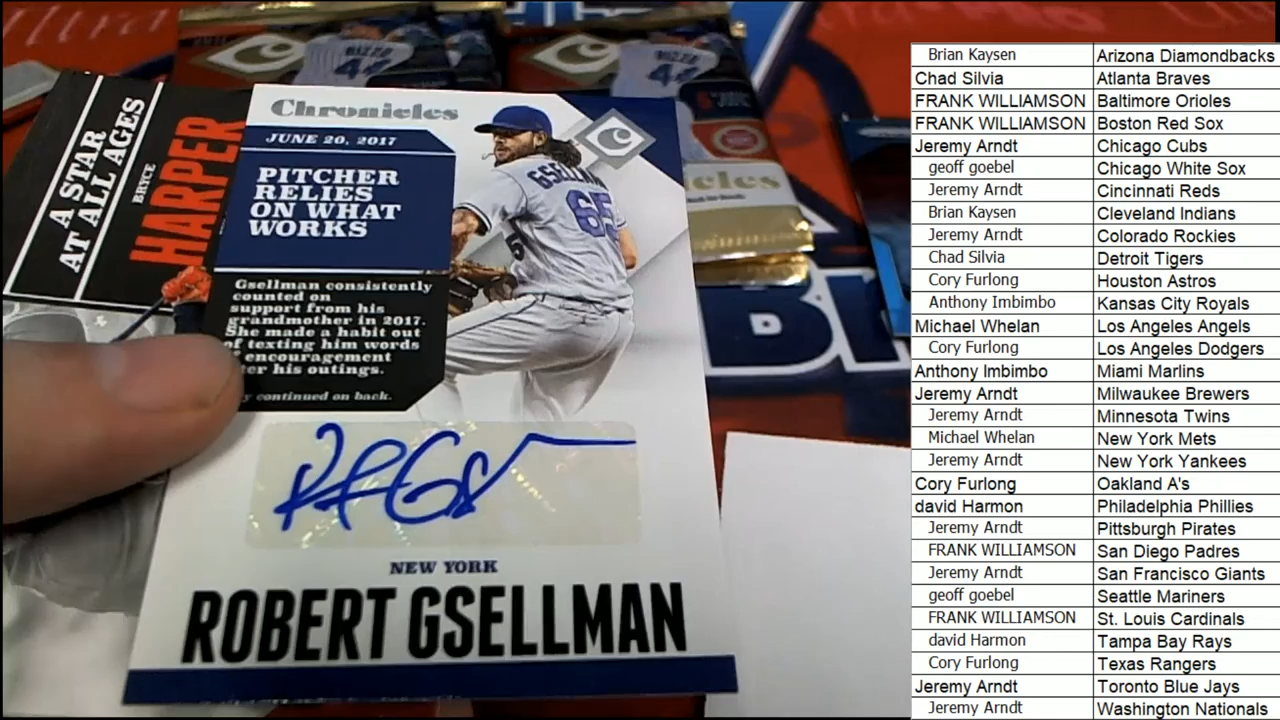 RIZZO
44
RIZZO
44
A STAR
AT ALL AGES
BRYCE
HARPER
Chronicles
JUNE 20, 2017
PITCHER
RELIES
ON WHAT
WORKS
Gsellman consistently
counted on
support from his
grandmother in 2017.
She made a habit out
of texting him words
encouragement
his outings.
continued on back.
GSELLMAN
65
C
NEW YORK
ROBERT GSELLMAN
Brian Kaysen Arizona Diamondbacks
Chad Silvia Atlanta Braves
FRANK WILLIAMSON Baltimore Orioles
FRANK WILLIAMSON Boston Red Sox
Jeremy Arndt Chicago Cubs
geoff goebel Chicago White Sox
Jeremy Arndt Cincinnati Reds
Brian Kaysen Cleveland Indians
Jeremy Arndt Colorado Rockies
Chad Silvia Detroit Tigers
Cory Furlong Houston Astros
Anthony Imbimbo Kansas City Royals
Michael Whelan Los Angeles Angels
Cory Furlong Los Angeles Dodgers
Anthony Imbimbo Miami Marlins
Jeremy Arndt Milwaukee Brewers
Jeremy Arndt Minnesota Twins
Michael Whelan New York Mets
Jeremy Arndt New York Yankees
Cory Furlong Oakland A's
david Harmon Philadelphia Phillies
Jeremy Arndt Pittsburgh Pirates
FRANK WILLIAMSON San Diego Padres
Jeremy Arndt San Francisco Giants
geoff goebel Seattle Mariners
FRANK WILLIAMSON St. Louis Cardinals
david Harmon Tampa Bay Rays
Cory Furlong Texas Rangers
Jeremy Arndt Toronto Blue Jays
Jeremy Arndt Washington Nationals